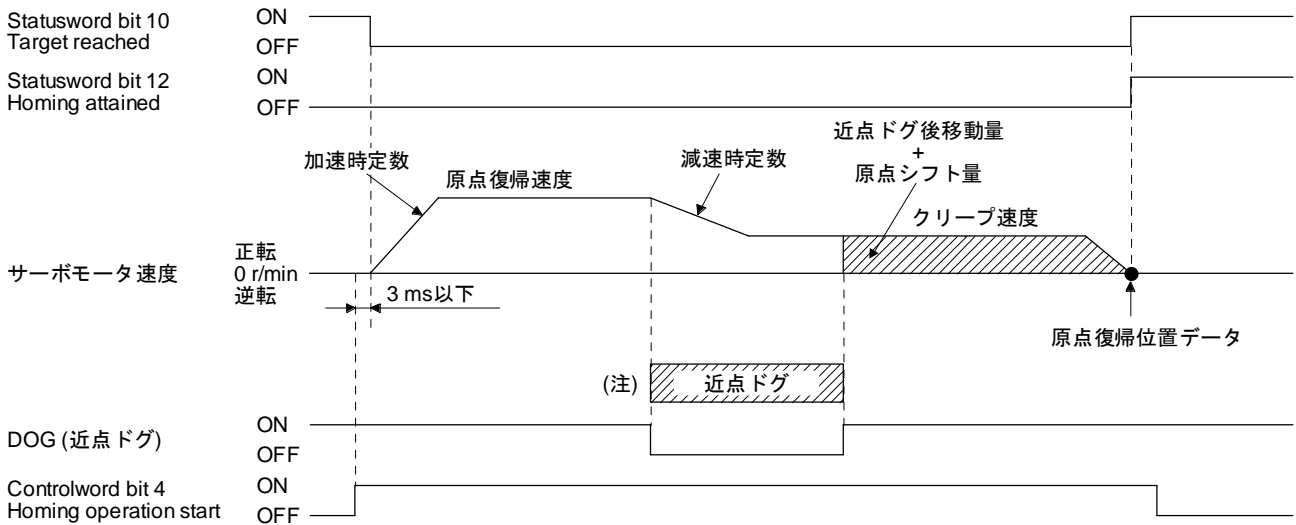 Statusword bit 10
Target reached
ON
OFF
Statusword bit 12
Homing attained
ON
OFF
近点ドグ後移動量
+
原点シフト量
加速時定数
原点復帰速度
減速時定数
クリープ速度
サーボモータ速度
正転
0 r/min
逆転
3 ms以下
原点復帰位置データ
(注)
近点ドグ
DOG (近点ドグ)
ON
OFF
Controlword bit 4
Homing operation start
ON
OFF